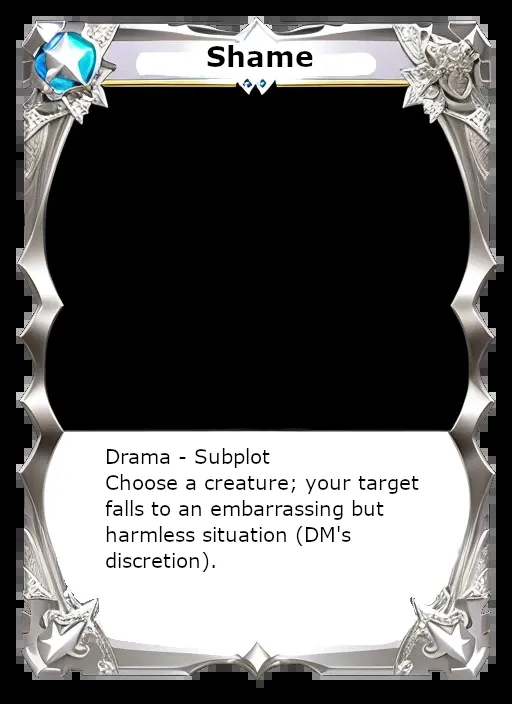 Shame
Drama - Subplot
Choose a creature; your target
falls to an embarrassing but
harmless situation (DM's
discretion).